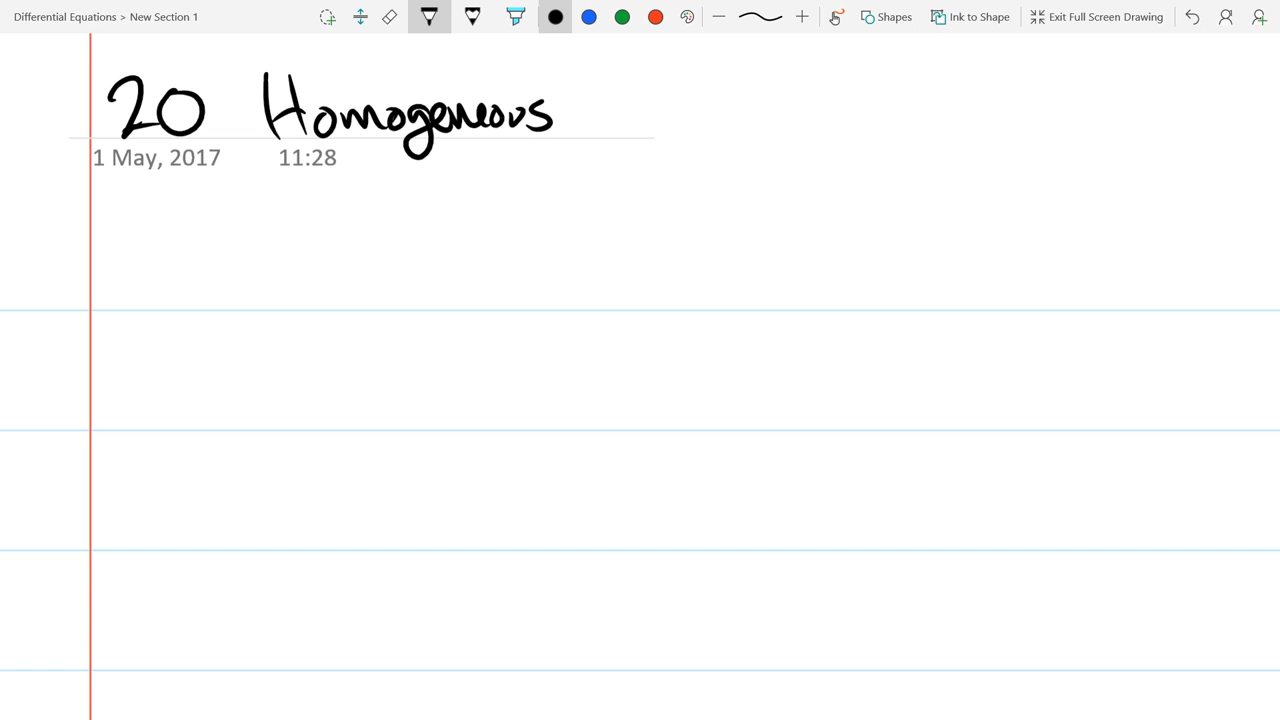 Differential Equations > New Section 1
Shapes
Ink to Shape
Exit Full Screen Drawing
20 Homogeneous
1 May, 2017 11:28